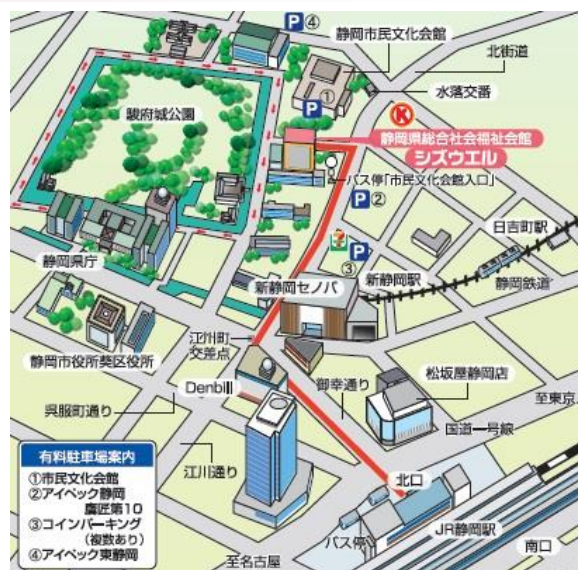 P④
静岡市民文化会館
北街道
①
P
水落交番
駿府城公園
K
静岡県総合社会福祉会館
シズウエル
バス停「市民文化会館入口」
P②
日吉町駅
7
P
③
静岡県庁
新静岡セノバ
新静岡駅
静岡鉄道
江川町
交差点
静岡市役所葵区役所
Denbill
御幸通り
松坂屋静岡店
呉服町通り
至東京
国道一号線
有料駐車場案内
①市民文化会館
②アイペック静岡
鷹匠第10
③コインパーキング
(複数あり)
④アイペック東静岡
江川通り
北口
バス停
JR静岡駅
至名古屋
南口